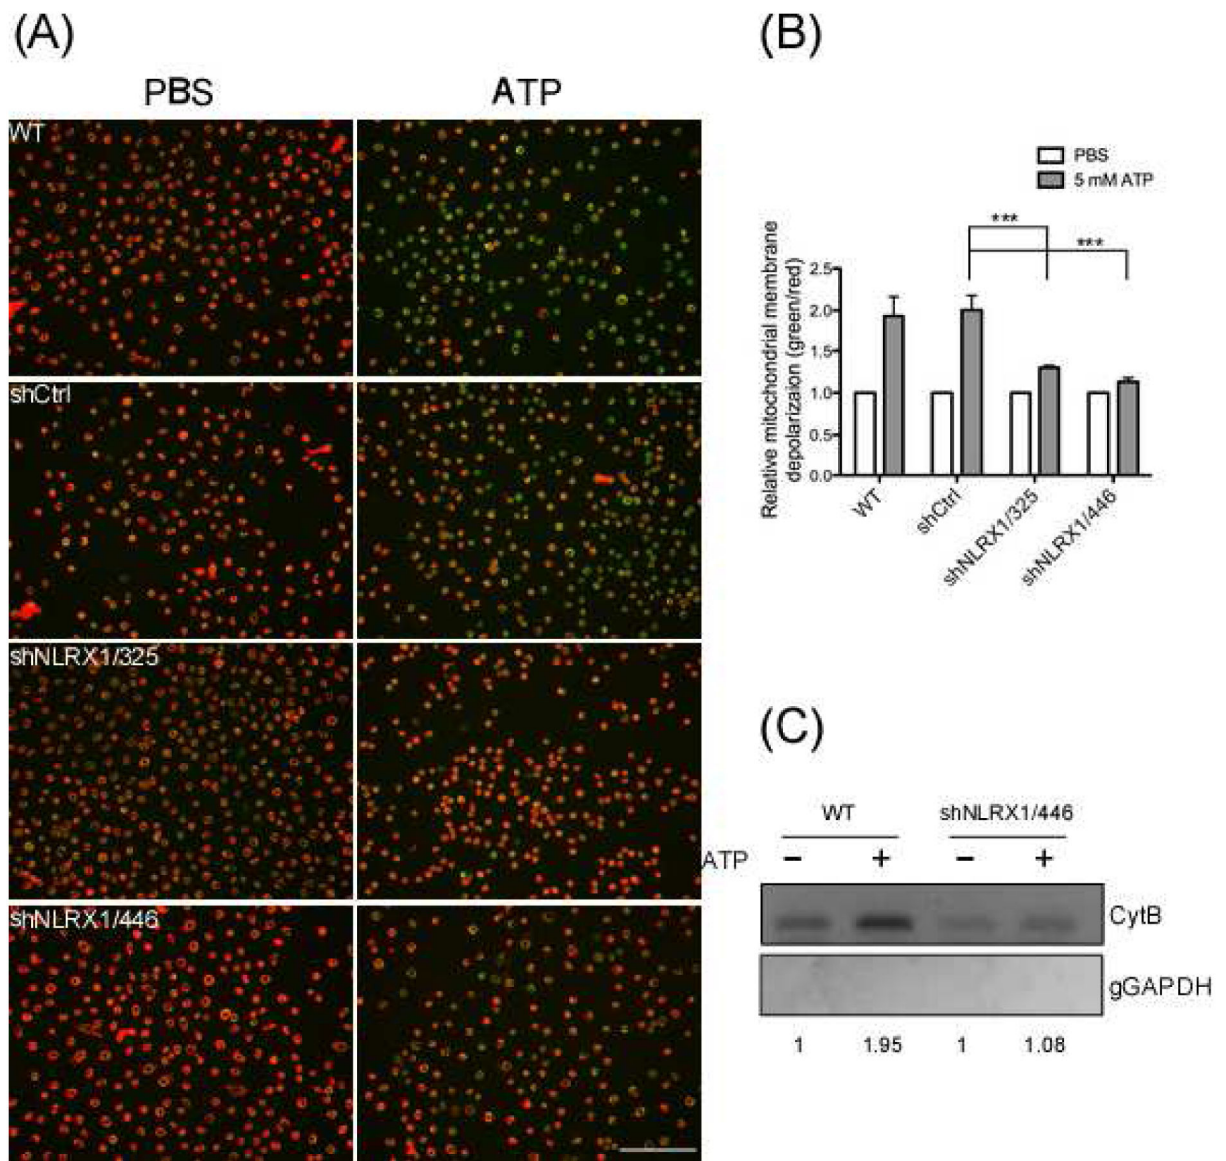 (A)
PBS ATP
WT
shCtrl
shNLRX1/325
shNLRX1/446
(B)
PBS
5 mM ATP
*** 
***
Relative mitochondrial membrane
depolarizaion (green/red)
2.5
2.0
1.5
1.0
0.5
0.0
WT
shCtrl
shNLRX1/325
shNLRX1/446
(C)
WT shNLRX1/446
ATP − + − +
CytB
gGAPDH
1 1.95 1 1.08